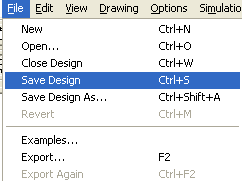 File Edit View Drawing Options Simulatio
New Ctrl+N
Open... Ctrl+O
Close Design Ctrl+W
Save Design Ctrl+S
Save Design As... Ctrl+Shift+A
Revert Ctrl+M
Examples...
Export... F2
Export Again Ctrl+F2